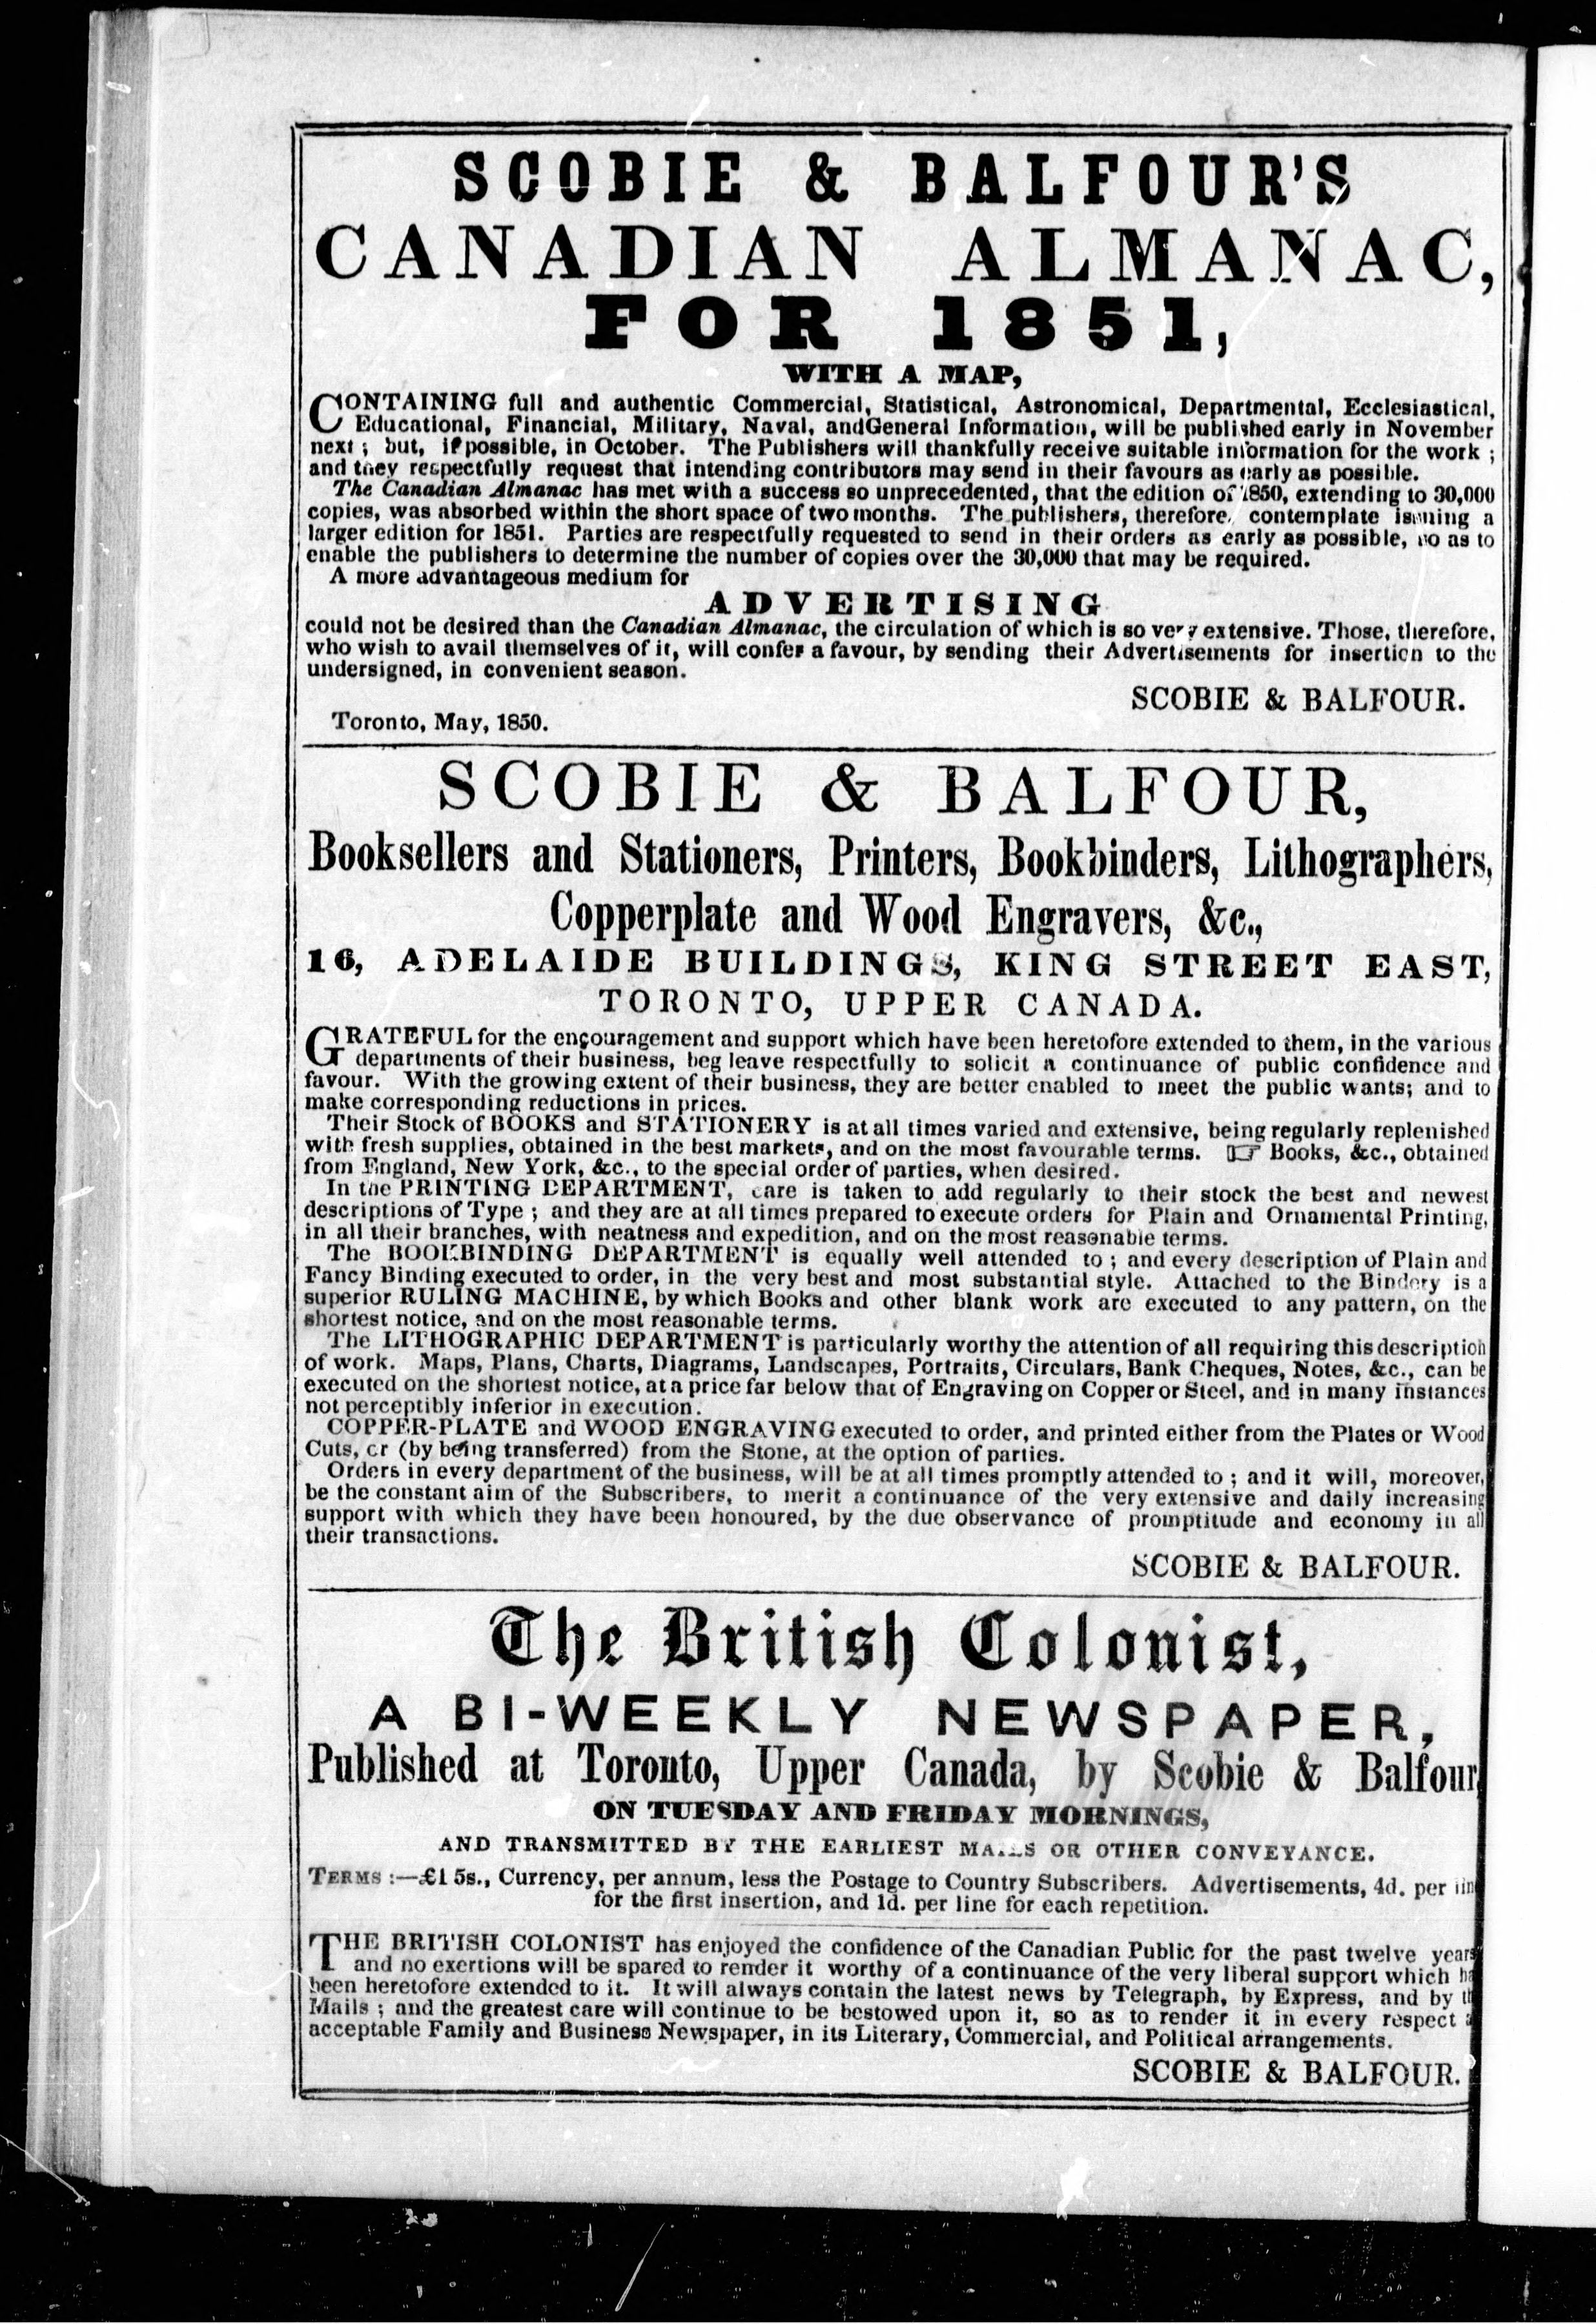 SCOBIE & BALFOUR'S
CANADIAN ALMANAC,
FOR 1851,
WITH A MAP,
CONTAINING full and authentic Commercial, Statistical, Astronomical, Departmental, Ecclesiastical,
Educational, Financial, Military, Naval, andGeneral Information, will be published early in November
next; but, if possible, in October. The Publishers will thankfully receive suitable information for the work;
and they respectfully request that intending contributors may send in their favours as early as possible.
The Canadian Almanac has met with a success so unprecedented, that the edition of 1850, extending to 30,000
copies, was absorbed within the short space of two months. The publishers, therefore, contemplate issuing a
larger edition for 1851. Parties are respectfully requested to send in their orders as early as possible, so as to
enable the publishers to determine the number of copies over the 30,000 that may be required.
A more advantageous medium for
ADVERTISING
could not be desired than the Canadian Almanac, the circulation of which is so very extensive. Those, therefore,
who wish to avail themselves of it, will confer a favour, by sending their Advertisements for insertion to the
undersigned, in convenient season.
SCOBIE & BALFOUR.
Toronto, May, 1850.
SCOBIE & BALFOUR,
Booksellers and Stationers, Printers, Bookbinders, Lithographers,
Copperplate and Wood Engravers, &c.,
16, ADELAIDE BUILDINGS, KING STREET EAST,
TORONTO, UPPER CANADA.
GRATEFUL for the encouragement and support which have been heretofore extended to them, in the various
departments of their business, beg leave respectfully to solicit a continuance of public confidence and
favour. With the growing extent of their business, they are better enabled to meet the public wants; and to
make corresponding reductions in prices.
Their Stock of BOOKS and STATIONERY is at all times varied and extensive, being regularly replenished
with fresh supplies, obtained in the best markets, and on the most favourable terms. ☞ Books, &c., obtained
from England, New York, &c., to the special order of parties, when desired.
In the PRINTING DEPARTMENT, care is taken to add regularly to their stock the best and newest
descriptions of Type; and they are at all times prepared to execute orders for Plain and Ornamental Printing,
in all their branches, with neatness and expedition, and on the most reasonable terms.
The BOOKBINDING DEPARTMENT is equally well attended to; and every description of Plain and
Fancy Binding executed to order, in the very best and most substantial style. Attached to the Bindery is a
superior RULING MACHINE, by which Books and other blank work are executed to any pattern, on the
shortest notice, and on the most reasonable terms.
The LITHOGRAPHIC DEPARTMENT is particularly worthy the attention of all requiring this description
of work. Maps, Plans, Charts, Diagrams, Landscapes, Portraits, Circulars, Bank Cheques, Notes, &c., can be
executed on the shortest notice, at a price far below that of Engraving on Copper or Steel, and in many instances
not perceptibly inferior in execution.
COPPER-PLATE and WOOD ENGRAVING executed to order, and printed either from the Plates or Wood
Cuts, or (by being transferred) from the Stone, at the option of parties.
Orders in every department of the business, will be at all times promptly attended to; and it will, moreover,
be the constant aim of the Subscribers, to merit a continuance of the very extensive and daily increasing
support with which they have been honoured, by the due observance of promptitude and economy in all
their transactions.
SCOBIE & BALFOUR.
The British Colonist,
A BI-WEEKLY NEWSPAPER,
Published at Toronto, Upper Canada, by Scobie & Balfour
ON TUESDAY AND FRIDAY MORNINGS,
AND TRANSMITTED BY THE EARLIEST MAILS OR OTHER CONVEYANCE.
TERMS:—£1 5s., Currency, per annum, less the Postage to Country Subscribers. Advertisements, 4d. per
for the first insertion, and 1d. per line for each repetition.
THE BRITISH COLONIST has enjoyed the confidence of the Canadian Public for the past twelve years
and no exertions will be spared to render it worthy of a continuance of the very liberal support which
been heretofore extended to it. It will always contain the latest news by Telegraph, by Express, and by
Mails; and the greatest care will continue to be bestowed upon it, so as to render it in every respect
acceptable Family and Business Newspaper, in its Literary, Commercial, and Political arrangements.
SCOBIE & BALFOUR.